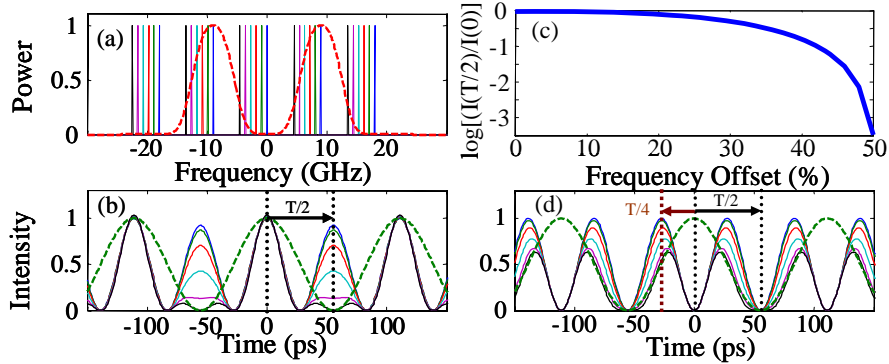 (a)
Power
1
0.5
0
-20 -10 0 10 20
Frequency (GHz)
(c)
log[(I(T/2)/I(0)]
0
-1
-2
-3
0 10 20 30 40 50
Frequency Offset (%)
(b)
T/2
Intensity
1
0.5
0
-100 -50 0 50 100
Time (ps)
(d)
T/4
T/2
1
0.5
0
-100 -50 0 50 100
Time (ps)